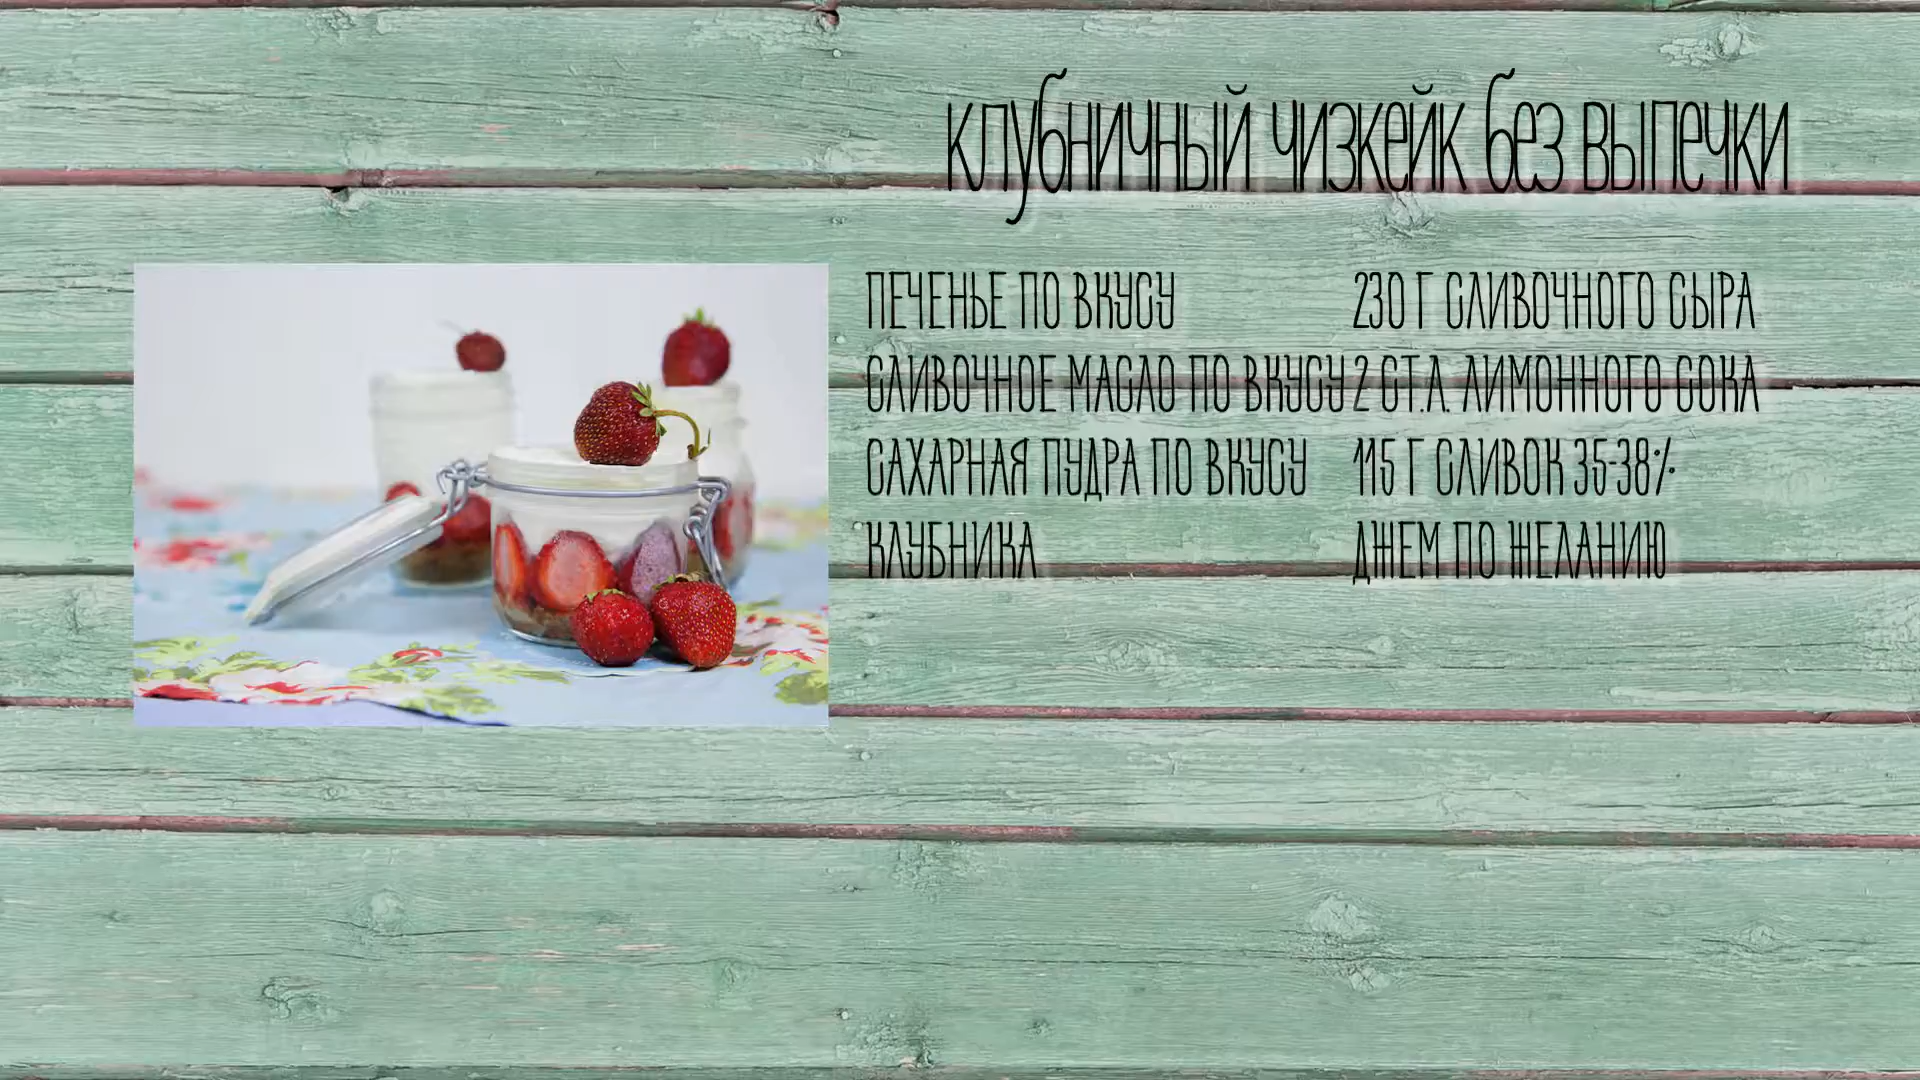 клубничный чизкейк без выпечки
ПЕЧЕНЬЕ ПО ВКУСУ
СЛИВОЧНОЕ МАСЛО ПО ВКУСУ
САХАРНАЯ ПУДРА ПО ВКУСУ
КЛУБНИКА
230 Г СЛИВОЧНОГО СЫРА
2 СТ.Л. ЛИМОННОГО СОКА
115 Г СЛИВОК 35-38%
ДЖЕМ ПО ЖЕЛАНИЮ